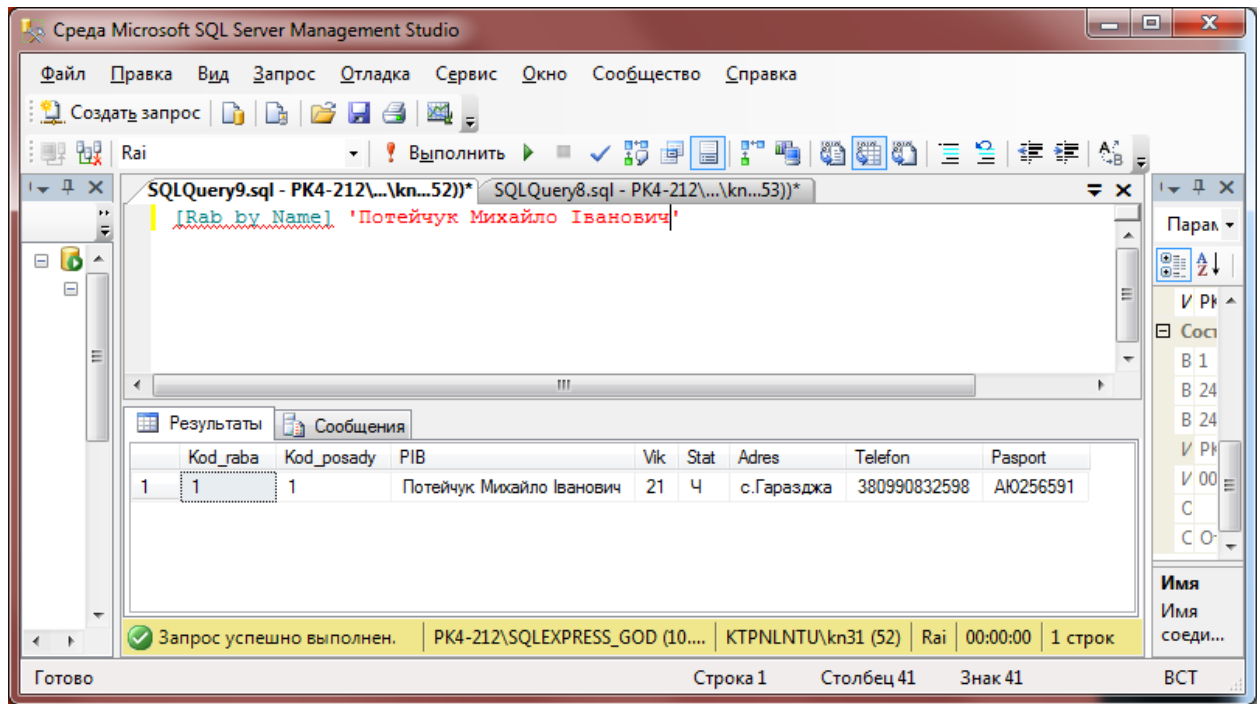 Среда Microsoft SQL Server Management Studio
Файл Правка Вид Запрос Отладка Сервис Окно Сообщество Справка
Создать запрос
Rai Выполнить
SQLQuery9.sql - PK4-212\...\kn...52))* SQLQuery8.sql - PK4-212\...\kn...53))*
[Rab_by_Name] 'Потейчук Михайло Іванович'
Результаты Сообщения
Kod_raba Kod_posady PIB Vik Stat Adres Telefon Pasport
1 1 1 Потейчук Михайло Іванович 21 Ч с.Гаразджа 380990832598 АЮ256591
Запрос успешно выполнен. PK4-212\SQLEXPRESS_GOD (10.... KTPNLNTU\kn31 (52) Rai 00:00:00 1 строк
В 1
В 24
В 24
Имя
Имя
соеди...
Готово Строка 1 Столбец 41 Знак 41 ВСТ